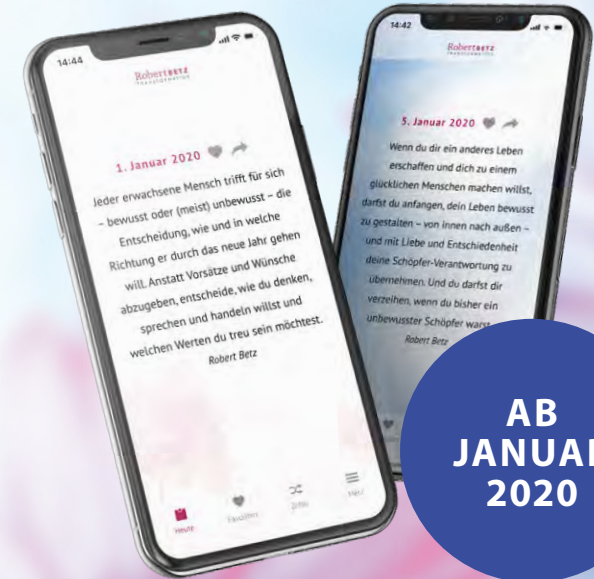 14:44
RobertBETZ
TRANSFORMATION
1. Januar 2020
Jeder erwachsene Mensch trifft für sich
– bewusst oder (meist) unbewusst – die
Entscheidung, wie und in welche
Richtung er durch das neue Jahr gehen
will. Anstatt Vorsätze und Wünsche
abzugeben, entscheide, wie du denken,
sprechen und handeln willst und
welchen Werten du treu sein möchtest.
Robert Betz
Heute
Favoriten
Zufall
Menü
14:42
RobertBETZ
5. Januar 2020
Wenn du dir ein anderes Leben
erschaffen und dich zu einem
glücklichen Menschen machen willst,
darfst du anfangen, dein Leben bewusst
zu gestalten – von innen nach außen –
und mit Liebe und Entschiedenheit
deine Schöpfer-Verantwortung zu
übernehmen. Und du darfst dir
verzeihen, wenn du bisher ein
unbewusster Schöpfer warst.
Robert Betz
AB
JANUAR
2020